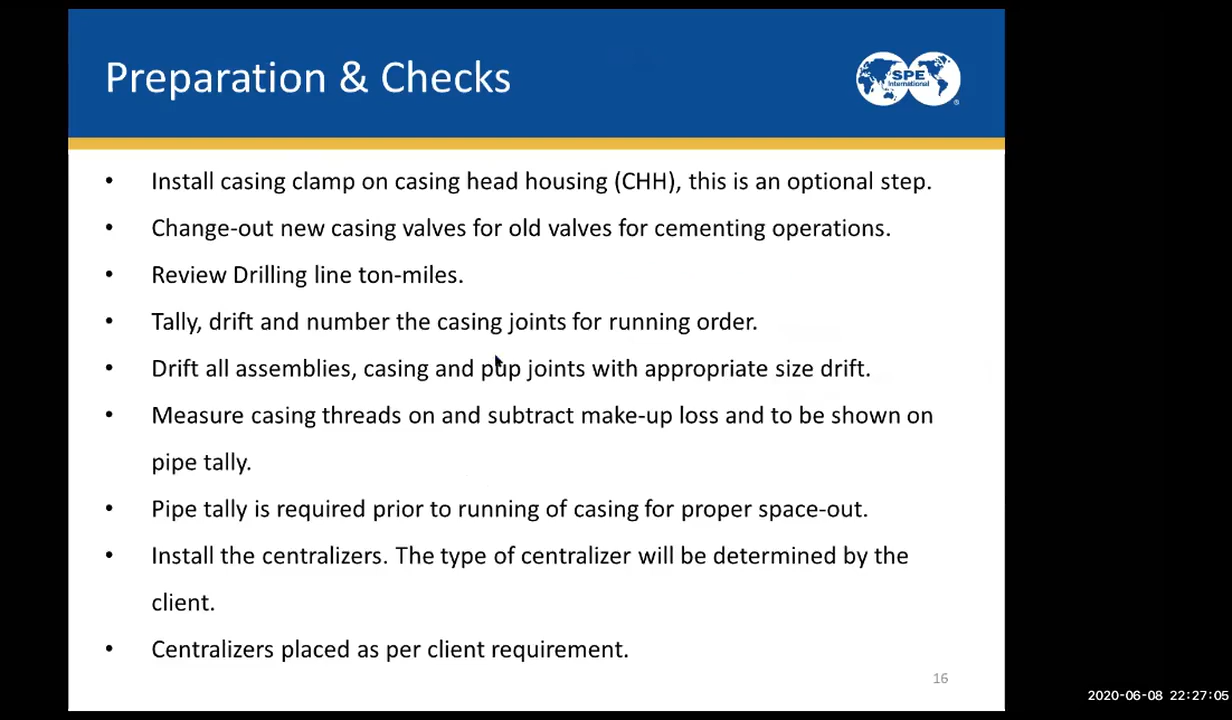 Preparation & Checks
SPE
International
®
• Install casing clamp on casing head housing (CHH), this is an optional step.
• Change-out new casing valves for old valves for cementing operations.
• Review Drilling line ton-miles.
• Tally, drift and number the casing joints for running order.
• Drift all assemblies, casing and pup joints with appropriate size drift.
• Measure casing threads on and subtract make-up loss and to be shown on
pipe tally.
• Pipe tally is required prior to running of casing for proper space-out.
• Install the centralizers. The type of centralizer will be determined by the
client.
• Centralizers placed as per client requirement.
16
2020-06-08 22:27:05